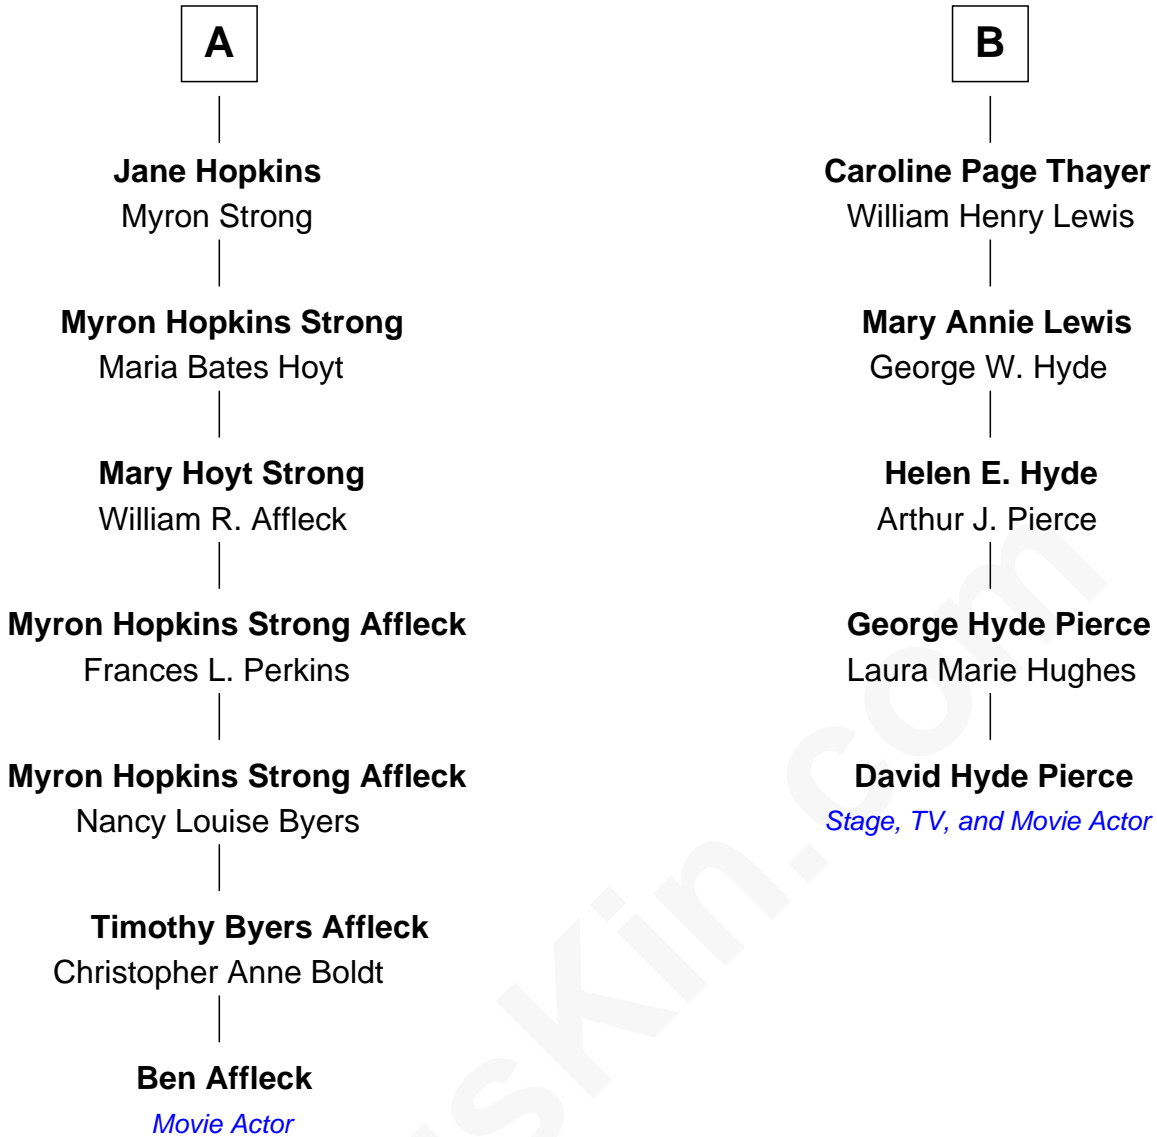 A
Jane Hopkins
Myron Strong
Myron Hopkins Strong
Maria Bates Hoyt
Mary Hoyt Strong
William R. Affleck
Myron Hopkins Strong Affleck
Frances L. Perkins
Myron Hopkins Strong Affleck
Nancy Louise Byers
Timothy Byers Affleck
Christopher Anne Boldt
Ben Affleck
Movie Actor
B
Caroline Page Thayer
William Henry Lewis
Mary Annie Lewis
George W. Hyde
Helen E. Hyde
Arthur J. Pierce
George Hyde Pierce
Laura Marie Hughes
David Hyde Pierce
Stage, TV, and Movie Actor
sKin.com